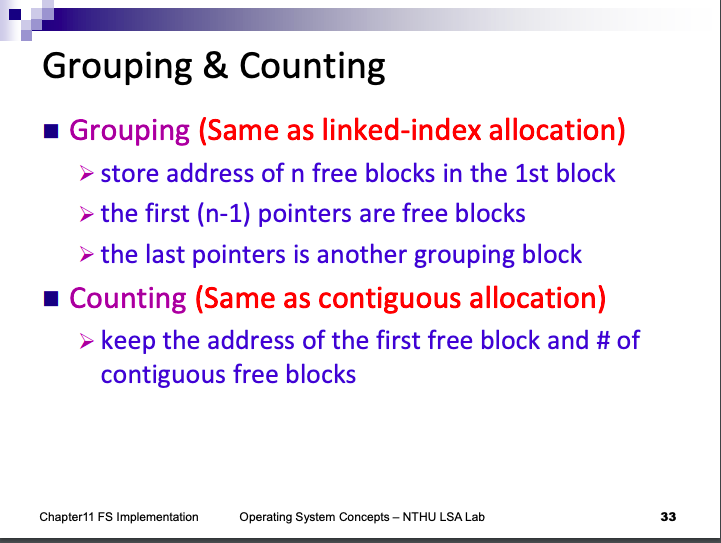 Grouping & Counting
Grouping (Same as linked-index allocation)
store address of n free blocks in the 1st block
the first (n-1) pointers are free blocks
the last pointers is another grouping block
Counting (Same as contiguous allocation)
keep the address of the first free block and # of
contiguous free blocks
Chapter11 FS Implementation Operating System Concepts – NTHU LSA Lab 33